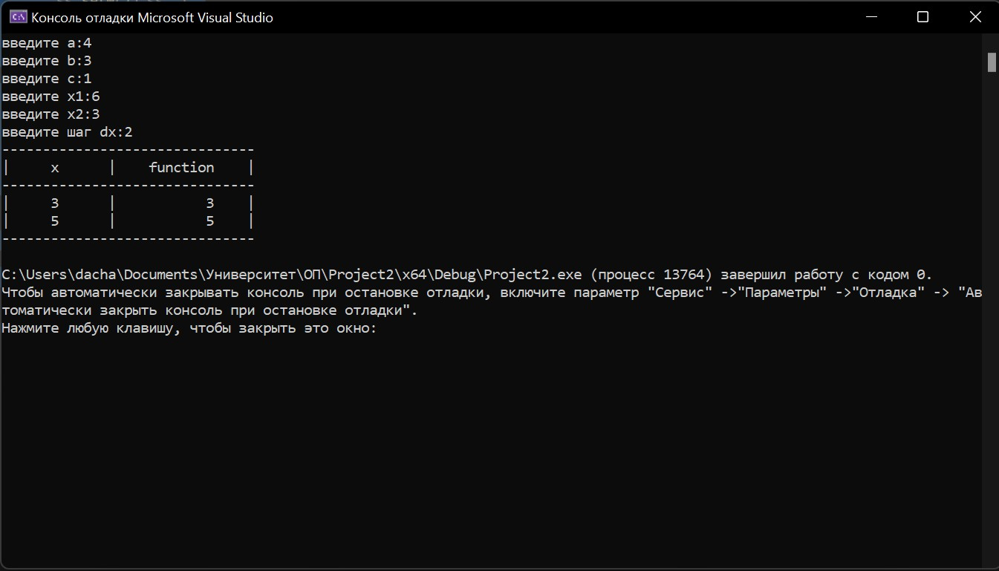 Консоль отладки Microsoft Visual Studio
введите a:4
введите b:3
введите c:1
введите x1:6
введите x2:3
введите шаг dx:2
-------------------------------
|     x      |    function    |
-------------------------------
|     3      |           3    |
|     5      |           5    |
-------------------------------
C:\Users\dacha\Documents\Университет\ОП\Project2\x64\Debug\Project2.exe (процесс 13764) завершил работу с кодом 0.
Чтобы автоматически закрывать консоль при остановке отладки, включите параметр "Сервис" ->"Параметры" ->"Отладка" -> "Ав
томатически закрыть консоль при остановке отладки".
Нажмите любую клавишу, чтобы закрыть это окно: